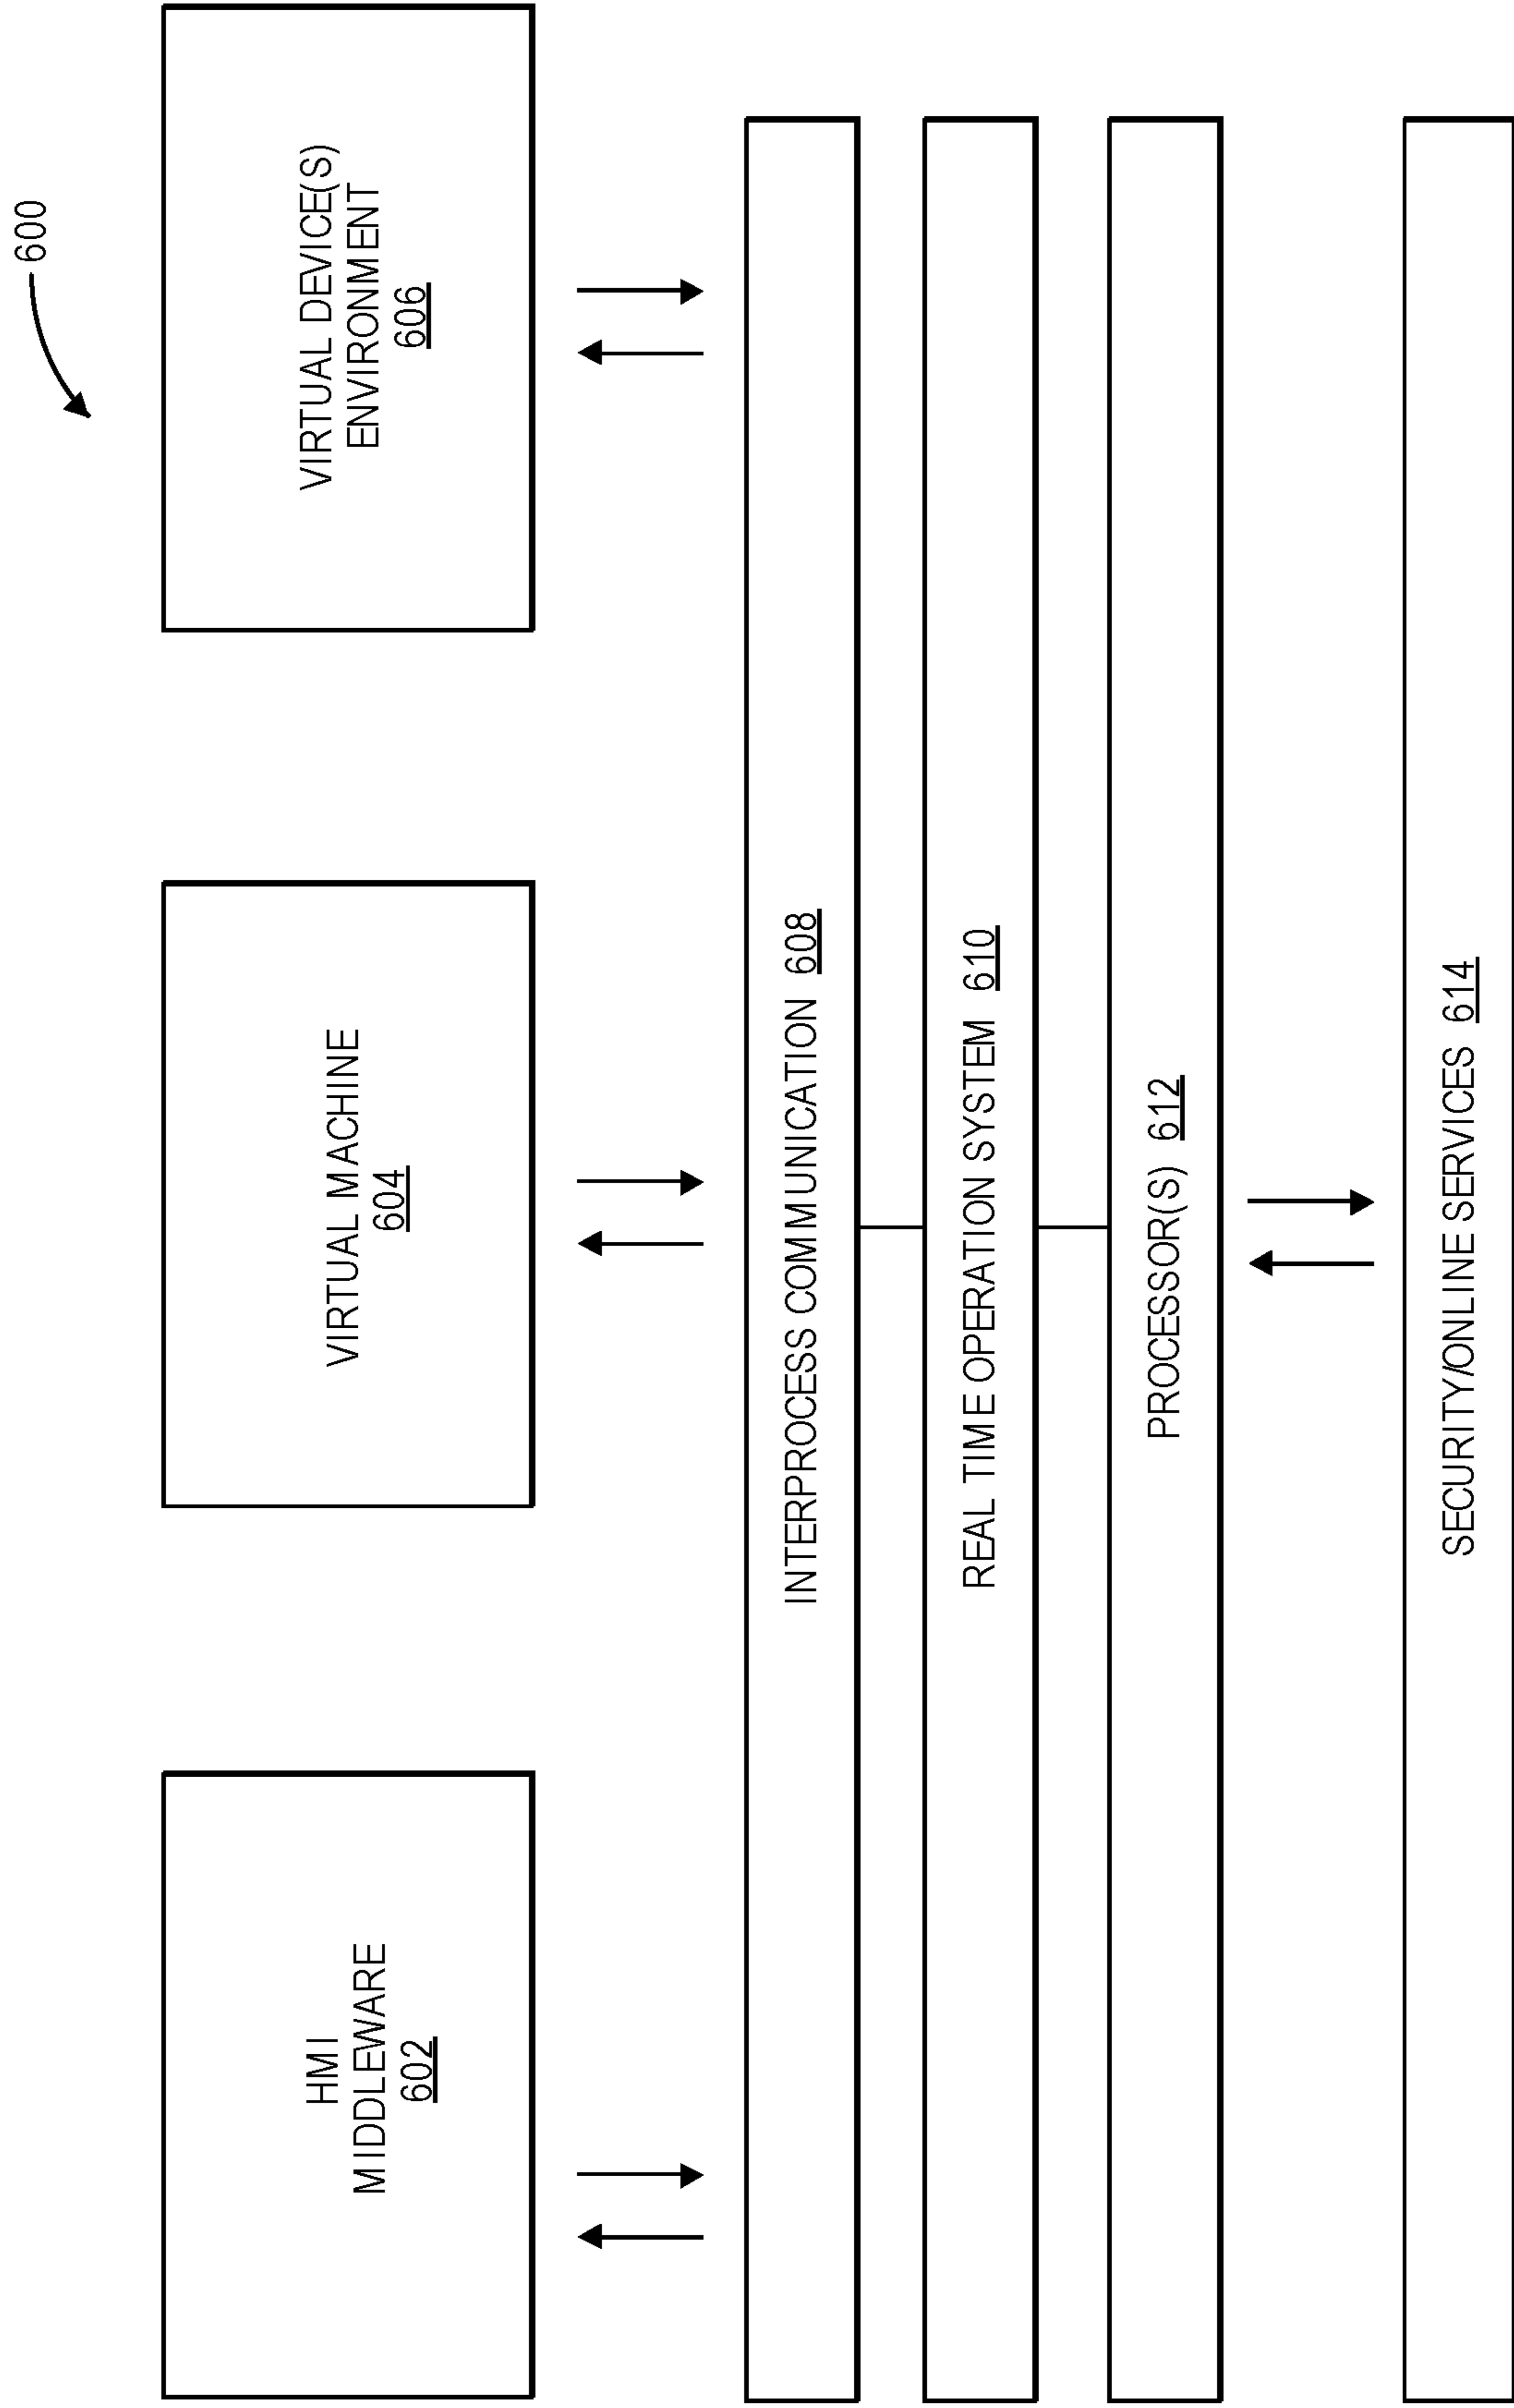 600
HMI
MIDDLEWARE
602
VIRTUAL MACHINE
604
VIRTUAL DEVICE(S)
ENVIRONMENT
606
INTERPROCESS COMMUNICATION 608
REAL TIME OPERATION SYSTEM 610
PROCESSOR(S) 612
SECURITY/ONLINE SERVICES 614